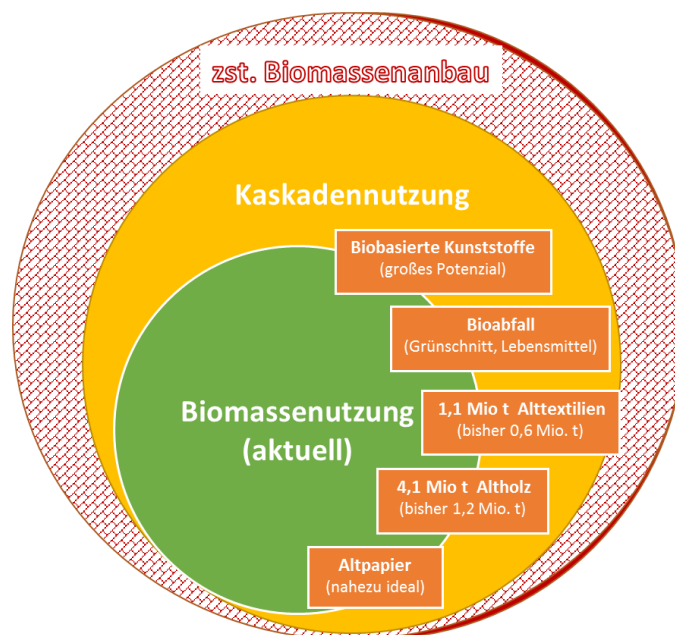 zst. Biomassenanbau
Kaskadennutzung
Biobasierte Kunststoffe
(großes Potenzial)
Bioabfall
(Grünschnitt, Lebensmittel)
Biomassenutzung
(aktuell)
1,1 Mio t  Alttextilien
(bisher 0,6 Mio. t)
4,1 Mio t  Altholz
(bisher 1,2 Mio. t)
Altpapier
(nahezu ideal)